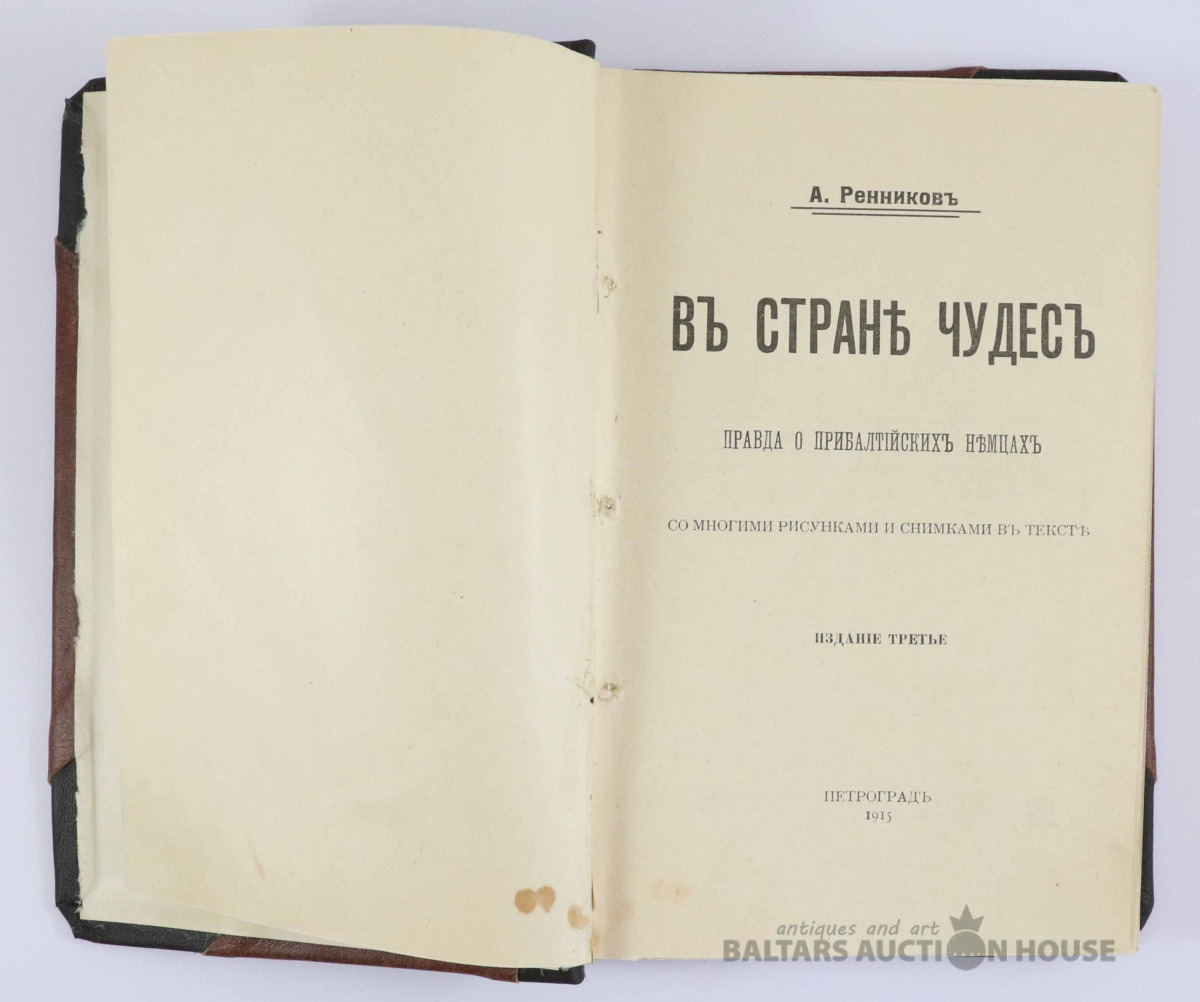 А. Ренниковъ
ВЪ СТРАНѢ ЧУДЕСЪ
ПРАВДА О ПРИБАЛТІЙСКИХЪ НѢМЦАХЪ
СО МНОГИМИ РИСУНКАМИ И СНИМКАМИ ВЪ ТЕКСТѢ
ИЗДАНІЕ ТРЕТЬЕ
ПЕТРОГРАДЪ
1915
antiques and art
BALTARS AUCTION HOUSE